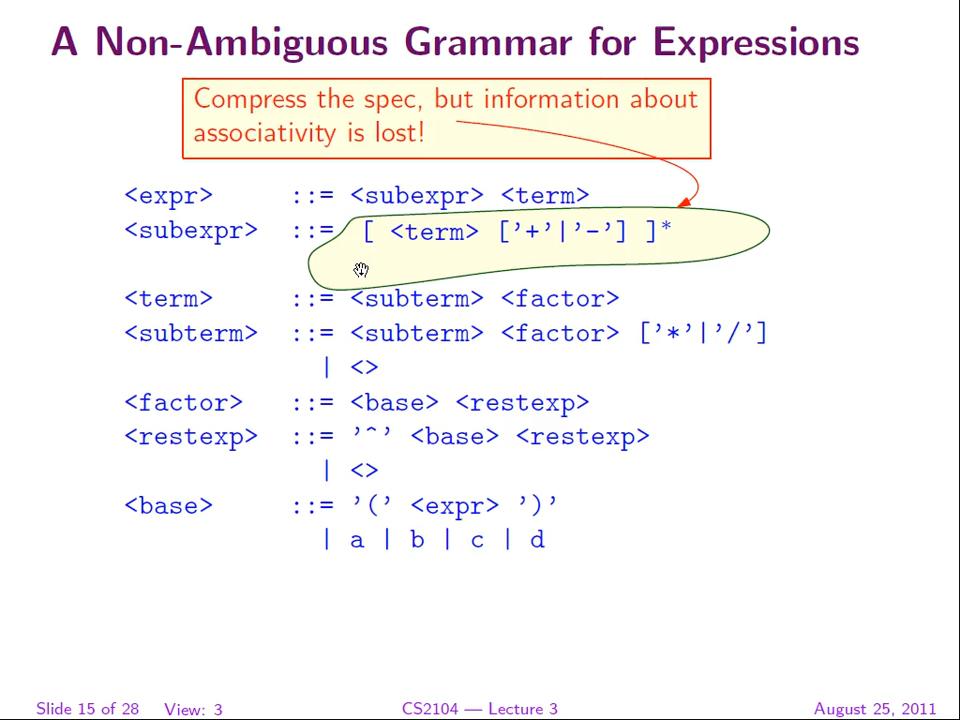 A Non-Ambiguous Grammar for Expressions
Compress the spec, but information about
associativity is lost!
<expr> ::= <subexpr> <term>
<subexpr> ::= [ <term> ['+'|'-'] ]*
<term> ::= <subterm> <factor>
<subterm> ::= <subterm> <factor> ['*'|'/']
| <>
<factor> ::= <base> <restexp>
<restexp> ::= '^' <base> <restexp>
| <>
<base> ::= '(' <expr> ')'
| a | b | c | d
Slide 15 of 28 View: 3 CS2104 — Lecture 3 August 25, 2011